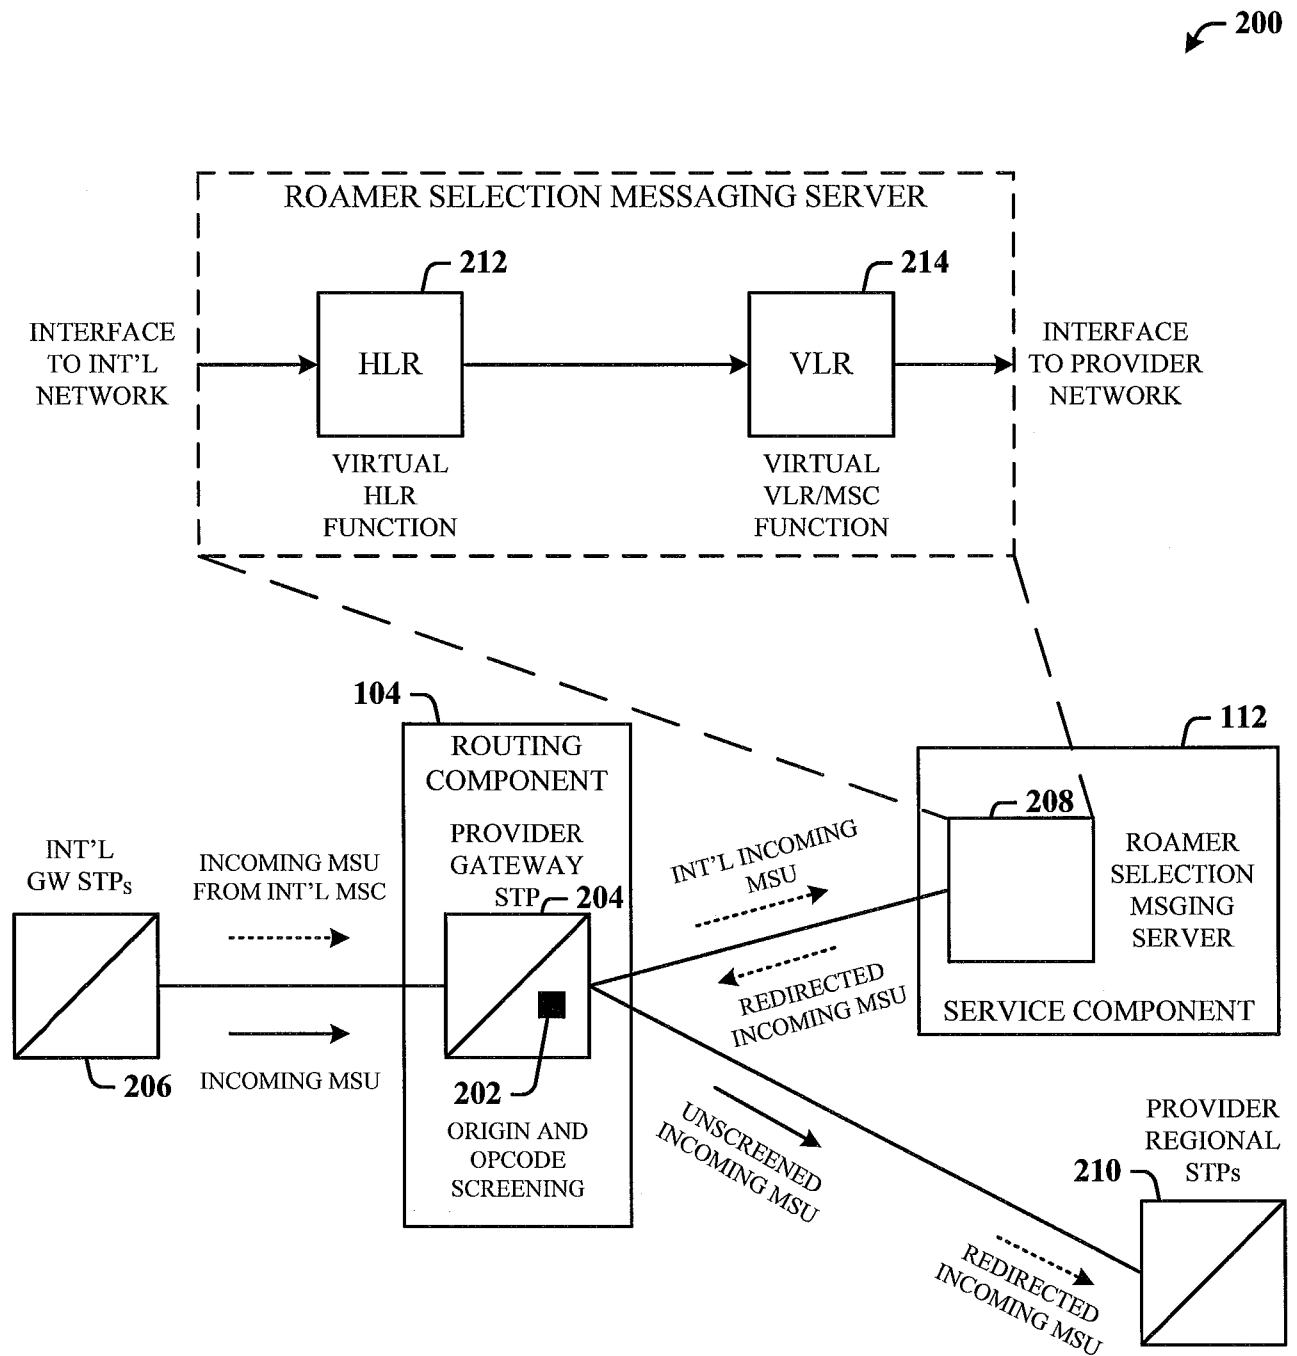 200
ROAMER SELECTION MESSAGING SERVER
212
214
INTERFACE
TO INT'L
NETWORK
HLR
VLR
INTERFACE
TO PROVIDER
NETWORK
VIRTUAL
HLR
FUNCTION
VIRTUAL
VLR/MSC
FUNCTION
104
ROUTING
COMPONENT
112
208
PROVIDER
GATEWAY
STP
204
INT'L
GW STPs
INCOMING MSU
FROM INT'L MSC
INT'L INCOMING
MSU
ROAMER
SELECTION
MSGING
SERVER
REDIRECTED
INCOMING MSU
SERVICE COMPONENT
206
INCOMING MSU
202
ORIGIN AND
OPCODE
SCREENING
UNSCREENED
INCOMING MSU
PROVIDER
REGIONAL
STPs
210
REDIRECTED
INCOMING MSU